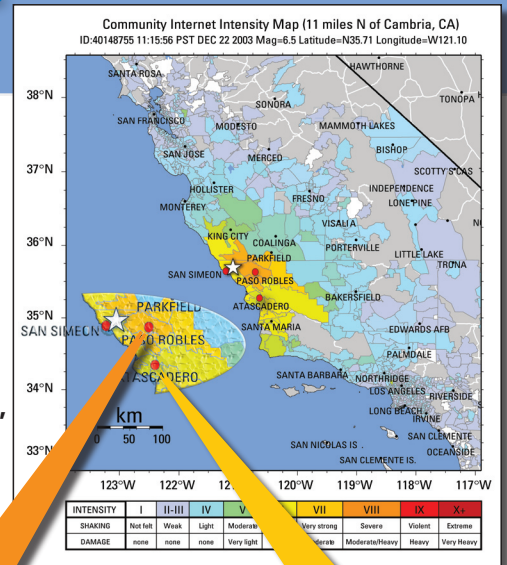 Community Internet Intensity Map (11 miles N of Cambria, CA)
ID:40148755 11:15:56 PST DEC 22 2003 Mag=6.5 Latitude=N35.71 Longitude=W121.10
HAWTHORNE
SANTA ROSA
38°N
TONOPA
SONORA
SAN FRANCISCO
MODESTO
MAMMOTH LAKES
BISHOP
SAN JOSE
MERCED
37°N
SCOTTY'S CAS
HOLLISTER
INDEPENDENCE
FRESNO
LONE PINE
MONTEREY
VISALIA
KING CITY
36°N
COALINGA
PORTERVILLE
PARKFIELD
LITTLE LAKE
TRONA
SAN SIMEON
PASO ROBLES
BAKERSFIELD
ATASCADERO
35°N
PARKFIELD
SANTA MARIA
EDWARDS AFB
SAN SIMEON
PASO ROBLES
PALMDALE
ATASCADERO
SANTA BARBARA
NORTHRIDGE
34°N
LOS ANGELES
RIVERSIDE
LONG BEACH
IRVINE
km
0 50 100
SAN CLEMENTE
33°N
SAN NICOLAS IS.
OCEANSIDE
SAN CLEMENTE IS.
123°W 122°W 121°W 120°W 119°W 118°W 117°W
INTENSITY I II-III IV V VII VIII IX X+
SHAKING Not felt Weak Light Moderate Very strong Severe Violent Extreme
DAMAGE none none none Very light Moderate/Heavy Heavy Very Heavy